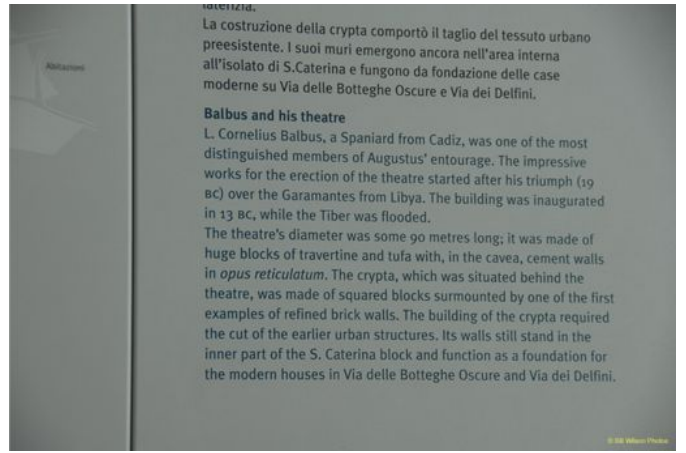 laterizia.
La costruzione della crypta comportò il taglio del tessuto urbano
preesistente. I suoi muri emergono ancora nell'area interna
all'isolato di S.Caterina e fungono da fondazione delle case
moderne su Via delle Botteghe Oscure e Via dei Delfini.
Abitazioni
Balbus and his theatre
L. Cornelius Balbus, a Spaniard from Cadiz, was one of the most
distinguished members of Augustus' entourage. The impressive
works for the erection of the theatre started after his triumph (19
BC) over the Garamantes from Libya. The building was inaugurated
in 13 BC, while the Tiber was flooded.
The theatre's diameter was some 90 metres long; it was made of
huge blocks of travertine and tufa with, in the cavea, cement walls
in opus reticulatum. The crypta, which was situated behind the
theatre, was made of squared blocks surmounted by one of the first
examples of refined brick walls. The building of the crypta required
the cut of the earlier urban structures. Its walls still stand in the
inner part of the S. Caterina block and function as a foundation for
the modern houses in Via delle Botteghe Oscure and Via dei Delfini.
© Bill Wilson Photos